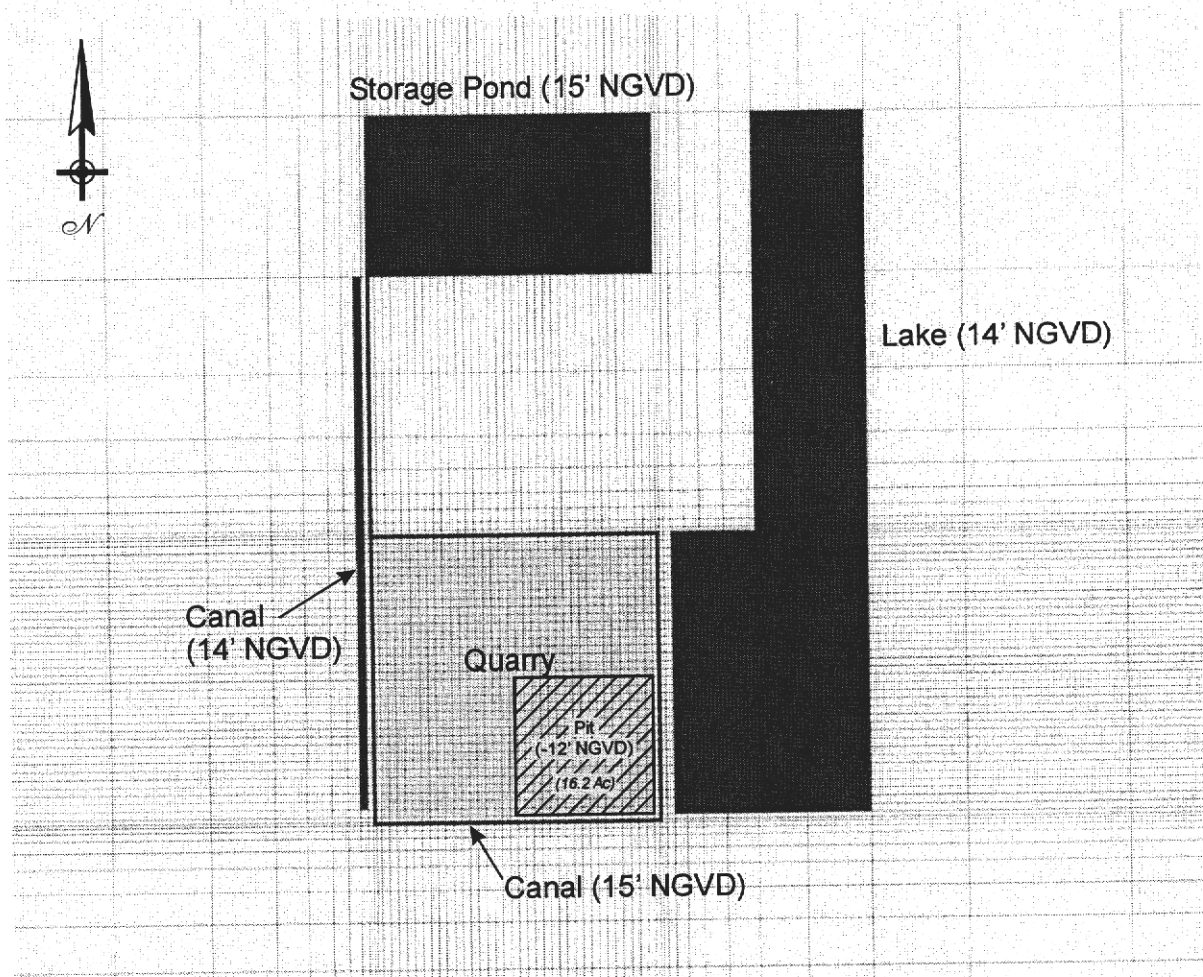 Storage Pond (15' NGVD)
N
Lake (14' NGVD)
Canal
(14' NGVD)
Quarry
Pit
(-12' NGVD)
(16.2 Ac)
Canal (15' NGVD)